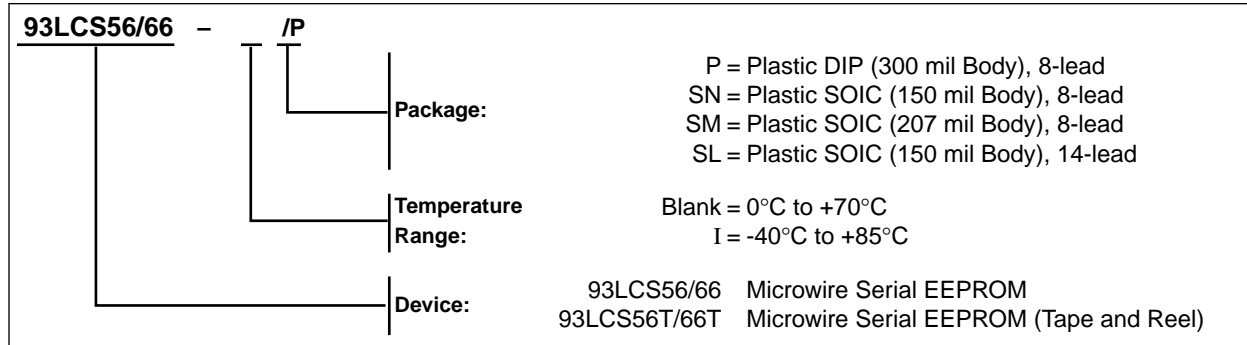 93LCS56/66 – /P
Package:
P = Plastic DIP (300 mil Body), 8-lead
SN = Plastic SOIC (150 mil Body), 8-lead
SM = Plastic SOIC (207 mil Body), 8-lead
SL = Plastic SOIC (150 mil Body), 14-lead
Temperature Range:
Blank = 0°C to +70°C
I = -40°C to +85°C
Device:
93LCS56/66 Microwire Serial EEPROM
93LCS56T/66T Microwire Serial EEPROM (Tape and Reel)